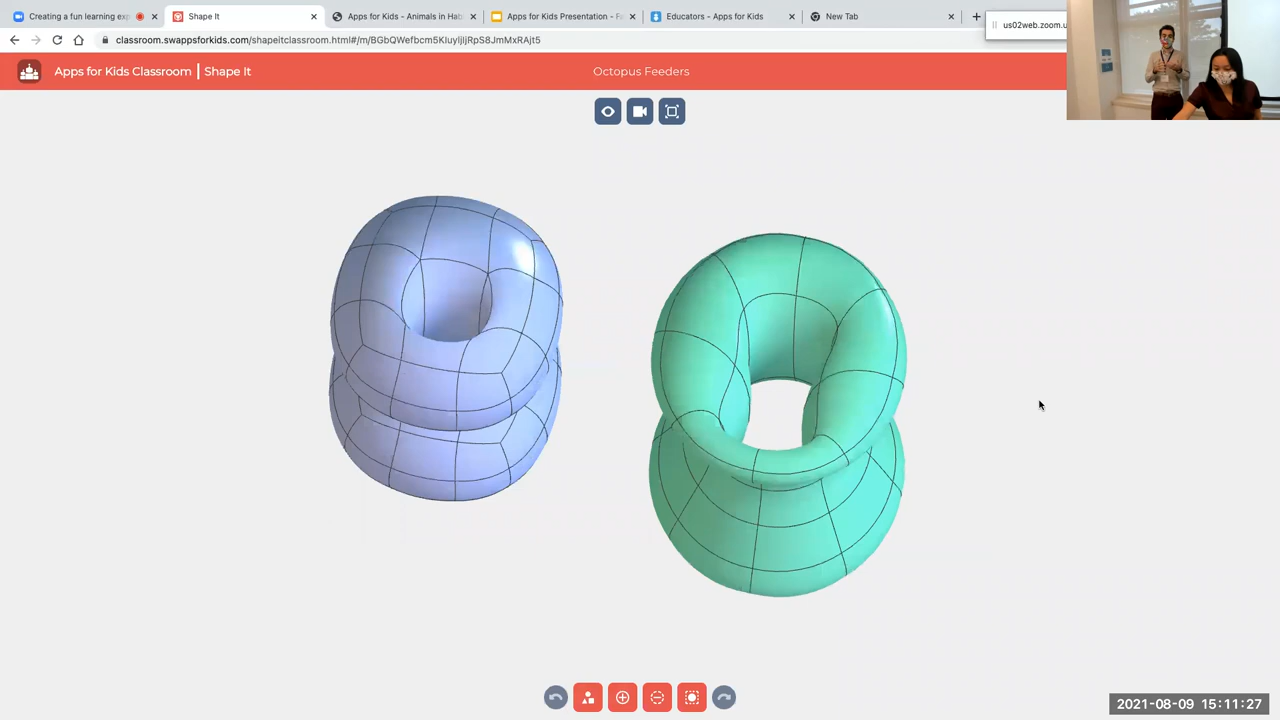 Creating a fun learning exp
Shape It
Apps for Kids - Animals in Hab
Apps for Kids Presentation - F
Educators - Apps for Kids
New Tab
us02web.zoom.u
classroom.swappsforkids.com/shapeitclassroom.html#/m/BGbQWefbcm5KIuyIjIjRpS8JmMxRAjt5
Apps for Kids Classroom | Shape It
Octopus Feeders
2021-08-09 15:11:27